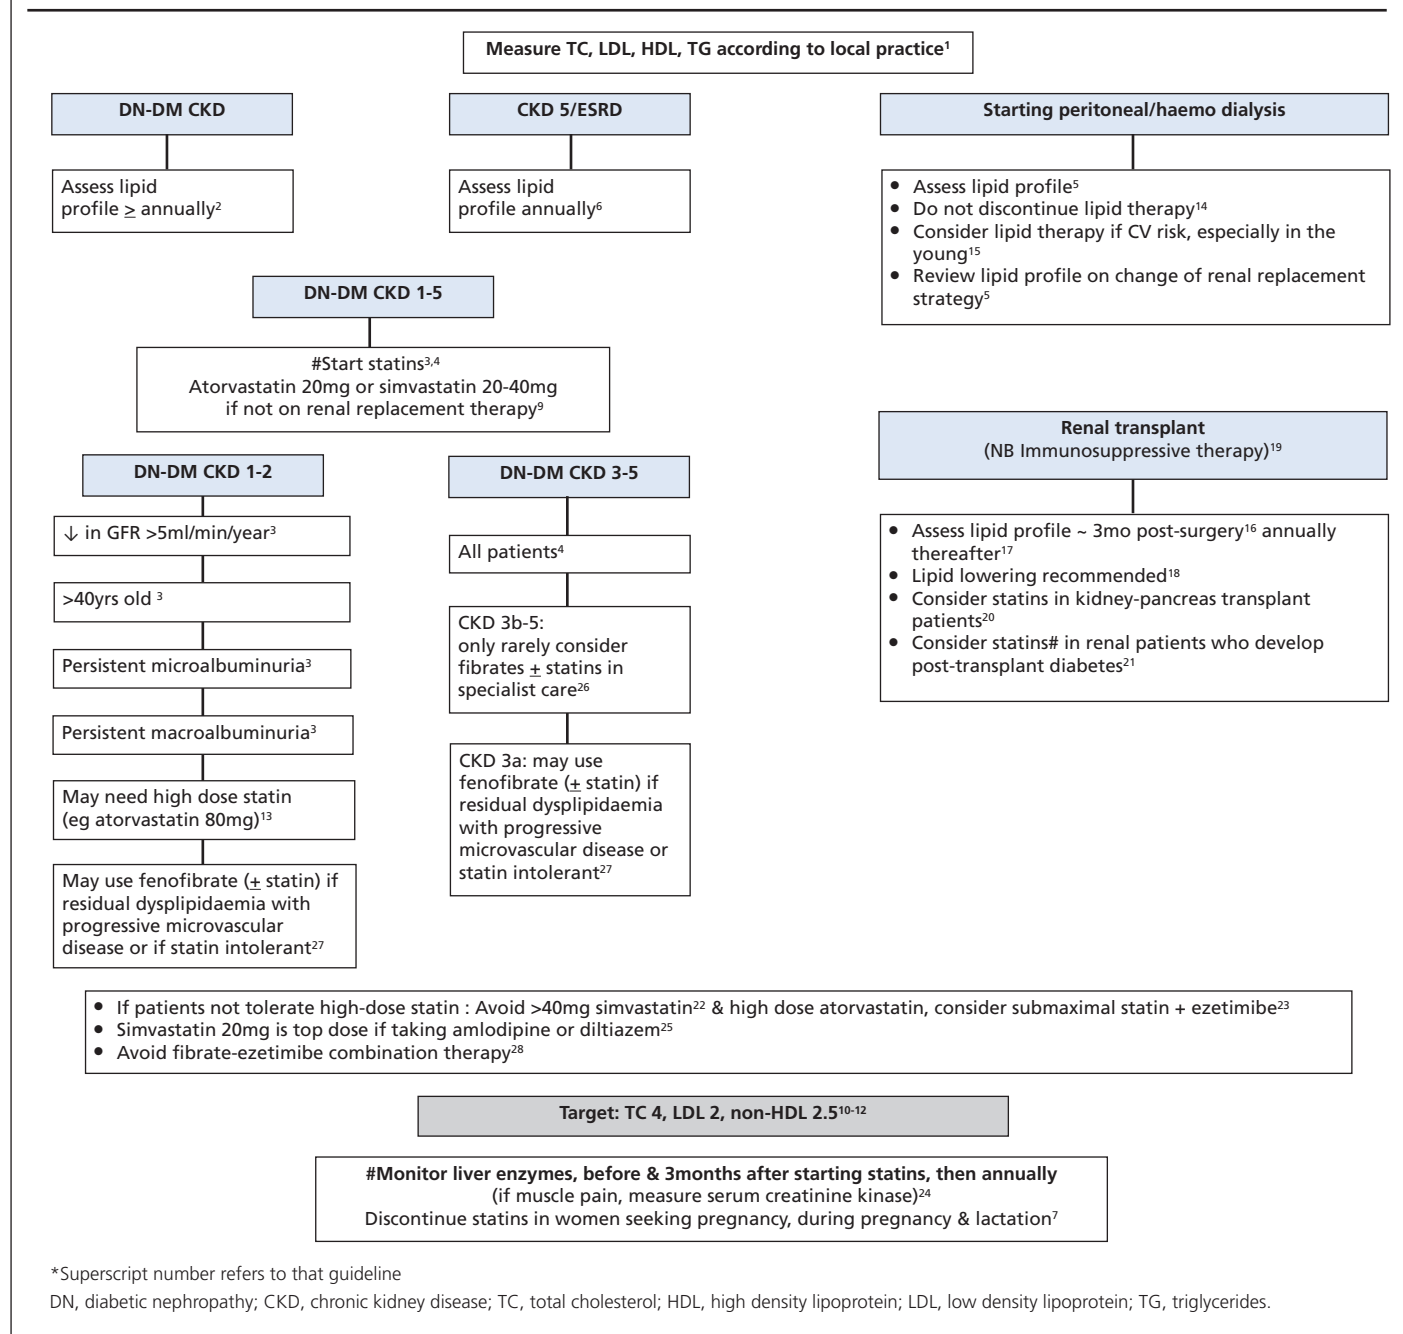 Measure TC, LDL, HDL, TG according to local practice¹
DN-DM CKD
Assess lipid
profile ≥ annually²
CKD 5/ESRD
Assess lipid
profile annually⁶
Starting peritoneal/haemo dialysis
• Assess lipid profile⁵
• Do not discontinue lipid therapy¹⁴
• Consider lipid therapy if CV risk, especially in the
young¹⁵
• Review lipid profile on change of renal replacement
strategy⁵
DN-DM CKD 1-5
#Start statins³,⁴
Atorvastatin 20mg or simvastatin 20-40mg
if not on renal replacement therapy⁹
DN-DM CKD 1-2
↓ in GFR >5ml/min/year³
>40yrs old ³
Persistent microalbuminuria³
Persistent macroalbuminuria³
May need high dose statin
(eg atorvastatin 80mg)¹³
May use fenofibrate (± statin) if
residual dysplipidaemia with
progressive microvascular
disease or if statin intolerant²⁷
DN-DM CKD 3-5
All patients⁴
CKD 3b-5:
only rarely consider
fibrates ± statins in
specialist care²⁶
CKD 3a: may use
fenofibrate (± statin) if
residual dysplipidaemia
with progressive
microvascular disease or
statin intolerant²⁷
Renal transplant
(NB Immunosuppressive therapy)¹⁹
• Assess lipid profile ~ 3mo post-surgery¹⁶ annually
thereafter¹⁷
• Lipid lowering recommended¹⁸
• Consider statins in kidney-pancreas transplant
patients²⁰
• Consider statins# in renal patients who develop
post-transplant diabetes²¹
• If patients not tolerate high-dose statin : Avoid >40mg simvastatin²² & high dose atorvastatin, consider submaximal statin + ezetimibe²³
• Simvastatin 20mg is top dose if taking amlodipine or diltiazem²⁵
• Avoid fibrate-ezetimibe combination therapy²⁸
Target: TC 4, LDL 2, non-HDL 2.5¹⁰⁻¹²
#Monitor liver enzymes, before & 3months after starting statins, then annually
(if muscle pain, measure serum creatinine kinase)²⁴
Discontinue statins in women seeking pregnancy, during pregnancy & lactation⁷
*Superscript number refers to that guideline
DN, diabetic nephropathy; CKD, chronic kidney disease; TC, total cholesterol; HDL, high density lipoprotein; LDL, low density lipoprotein; TG, triglycerides.